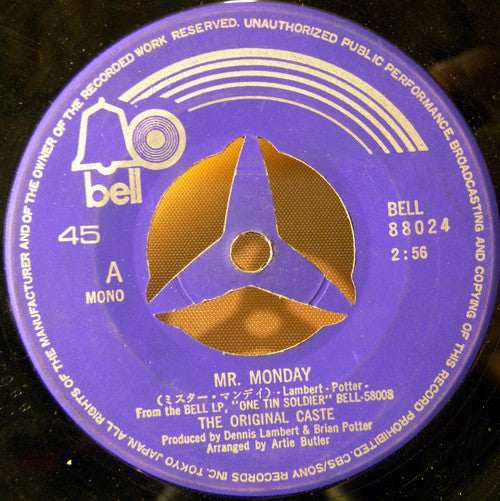 ALL RIGHTS OF THE MANUFACTURER AND OF THE OWNER OF THE RECORDED WORK RESERVED. UNAUTHORIZED PUBLIC PERFORMANCE, BROADCASTING AND COPYING OF THIS RECORD PROHIBITED. CBS/SONY RECORDS INC. TOKYO JAPAN.
bell
45
A
MONO
BELL
88024
2:56
MR. MONDAY
(ミスター・マンデイ) -Lambert-Potter-
From the BELL LP, "ONE TIN SOLDIER" BELL-58008
THE ORIGINAL CASTE
Produced by Dennis Lambert & Brian Potter
Arranged by Artie Butler